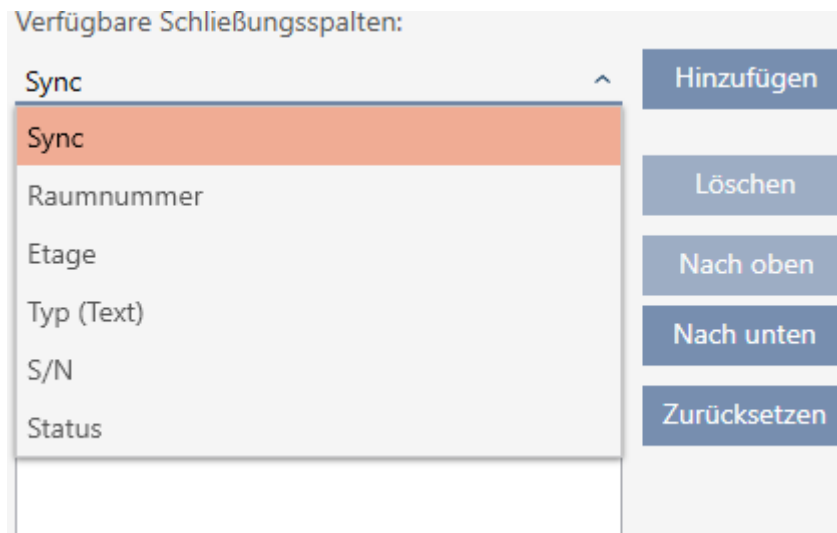 Verfügbare Schließungsspalten:
Sync
Hinzufügen
Sync
Raumnummer
Etage
Typ (Text)
S/N
Status
Löschen
Nach oben
Nach unten
Zurücksetzen